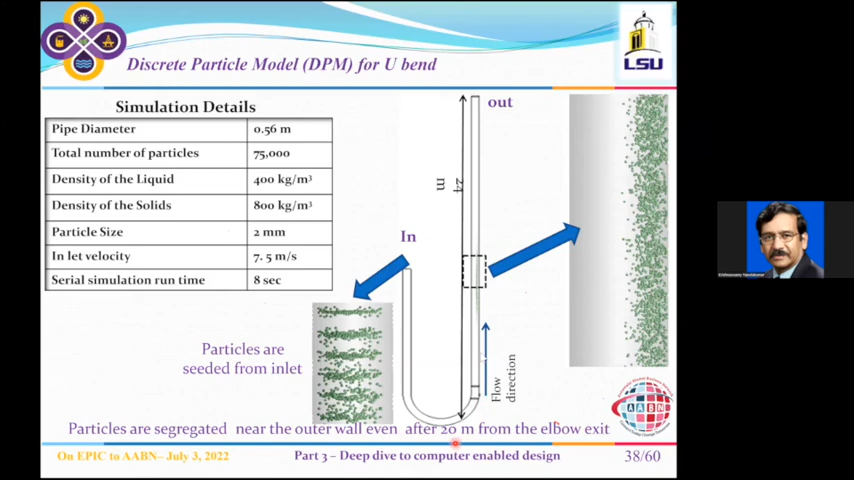 Discrete Particle Model (DPM) for U bend
LSU
Simulation Details
Pipe Diameter 0.56 m
Total number of particles 75,000
Density of the Liquid 400 kg/m³
Density of the Solids 800 kg/m³
Particle Size 2 mm
In let velocity 7. 5 m/s
Serial simulation run time 8 sec
out
24 m
In
Flow direction
Particles are
seeded from inlet
AABN
Particles are segregated near the outer wall even after 20 m from the elbow exit
On EPIC to AABN– July 3, 2022
Part 3 – Deep dive to computer enabled design
38/60